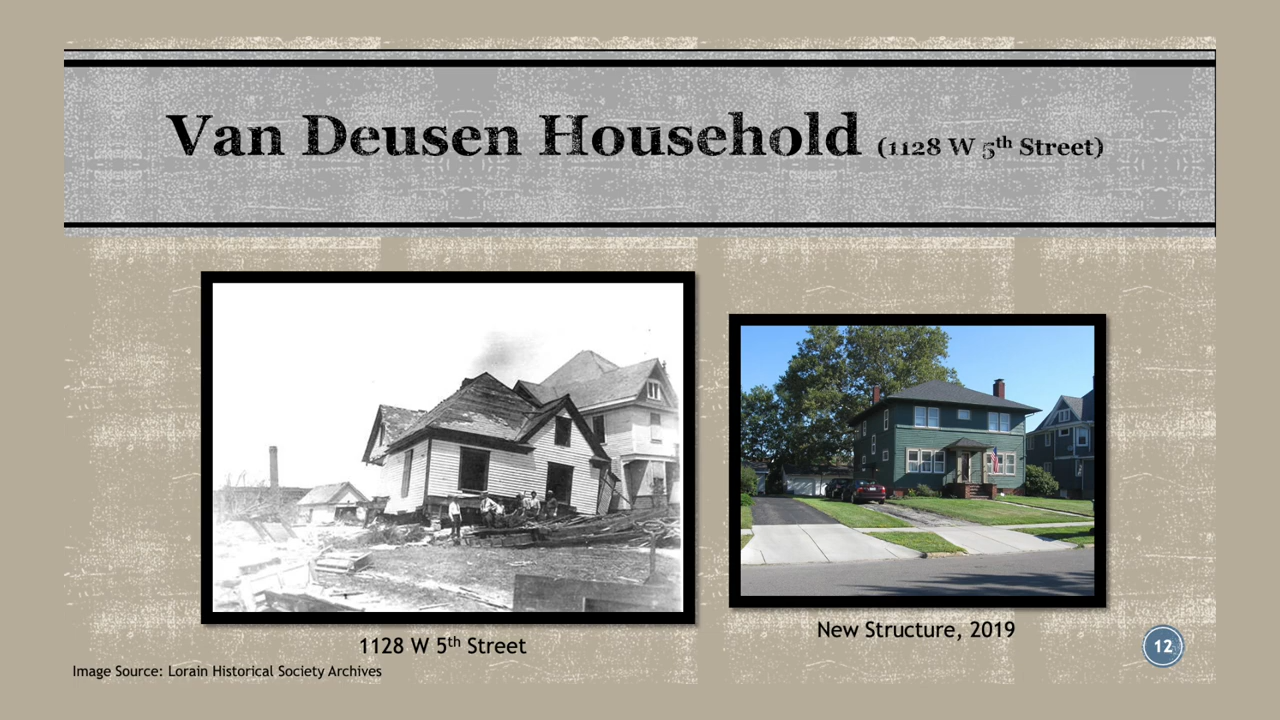 Van Deusen Household (1128 W 5th Street)
1128 W 5th Street
New Structure, 2019
Image Source: Lorain Historical Society Archives
12